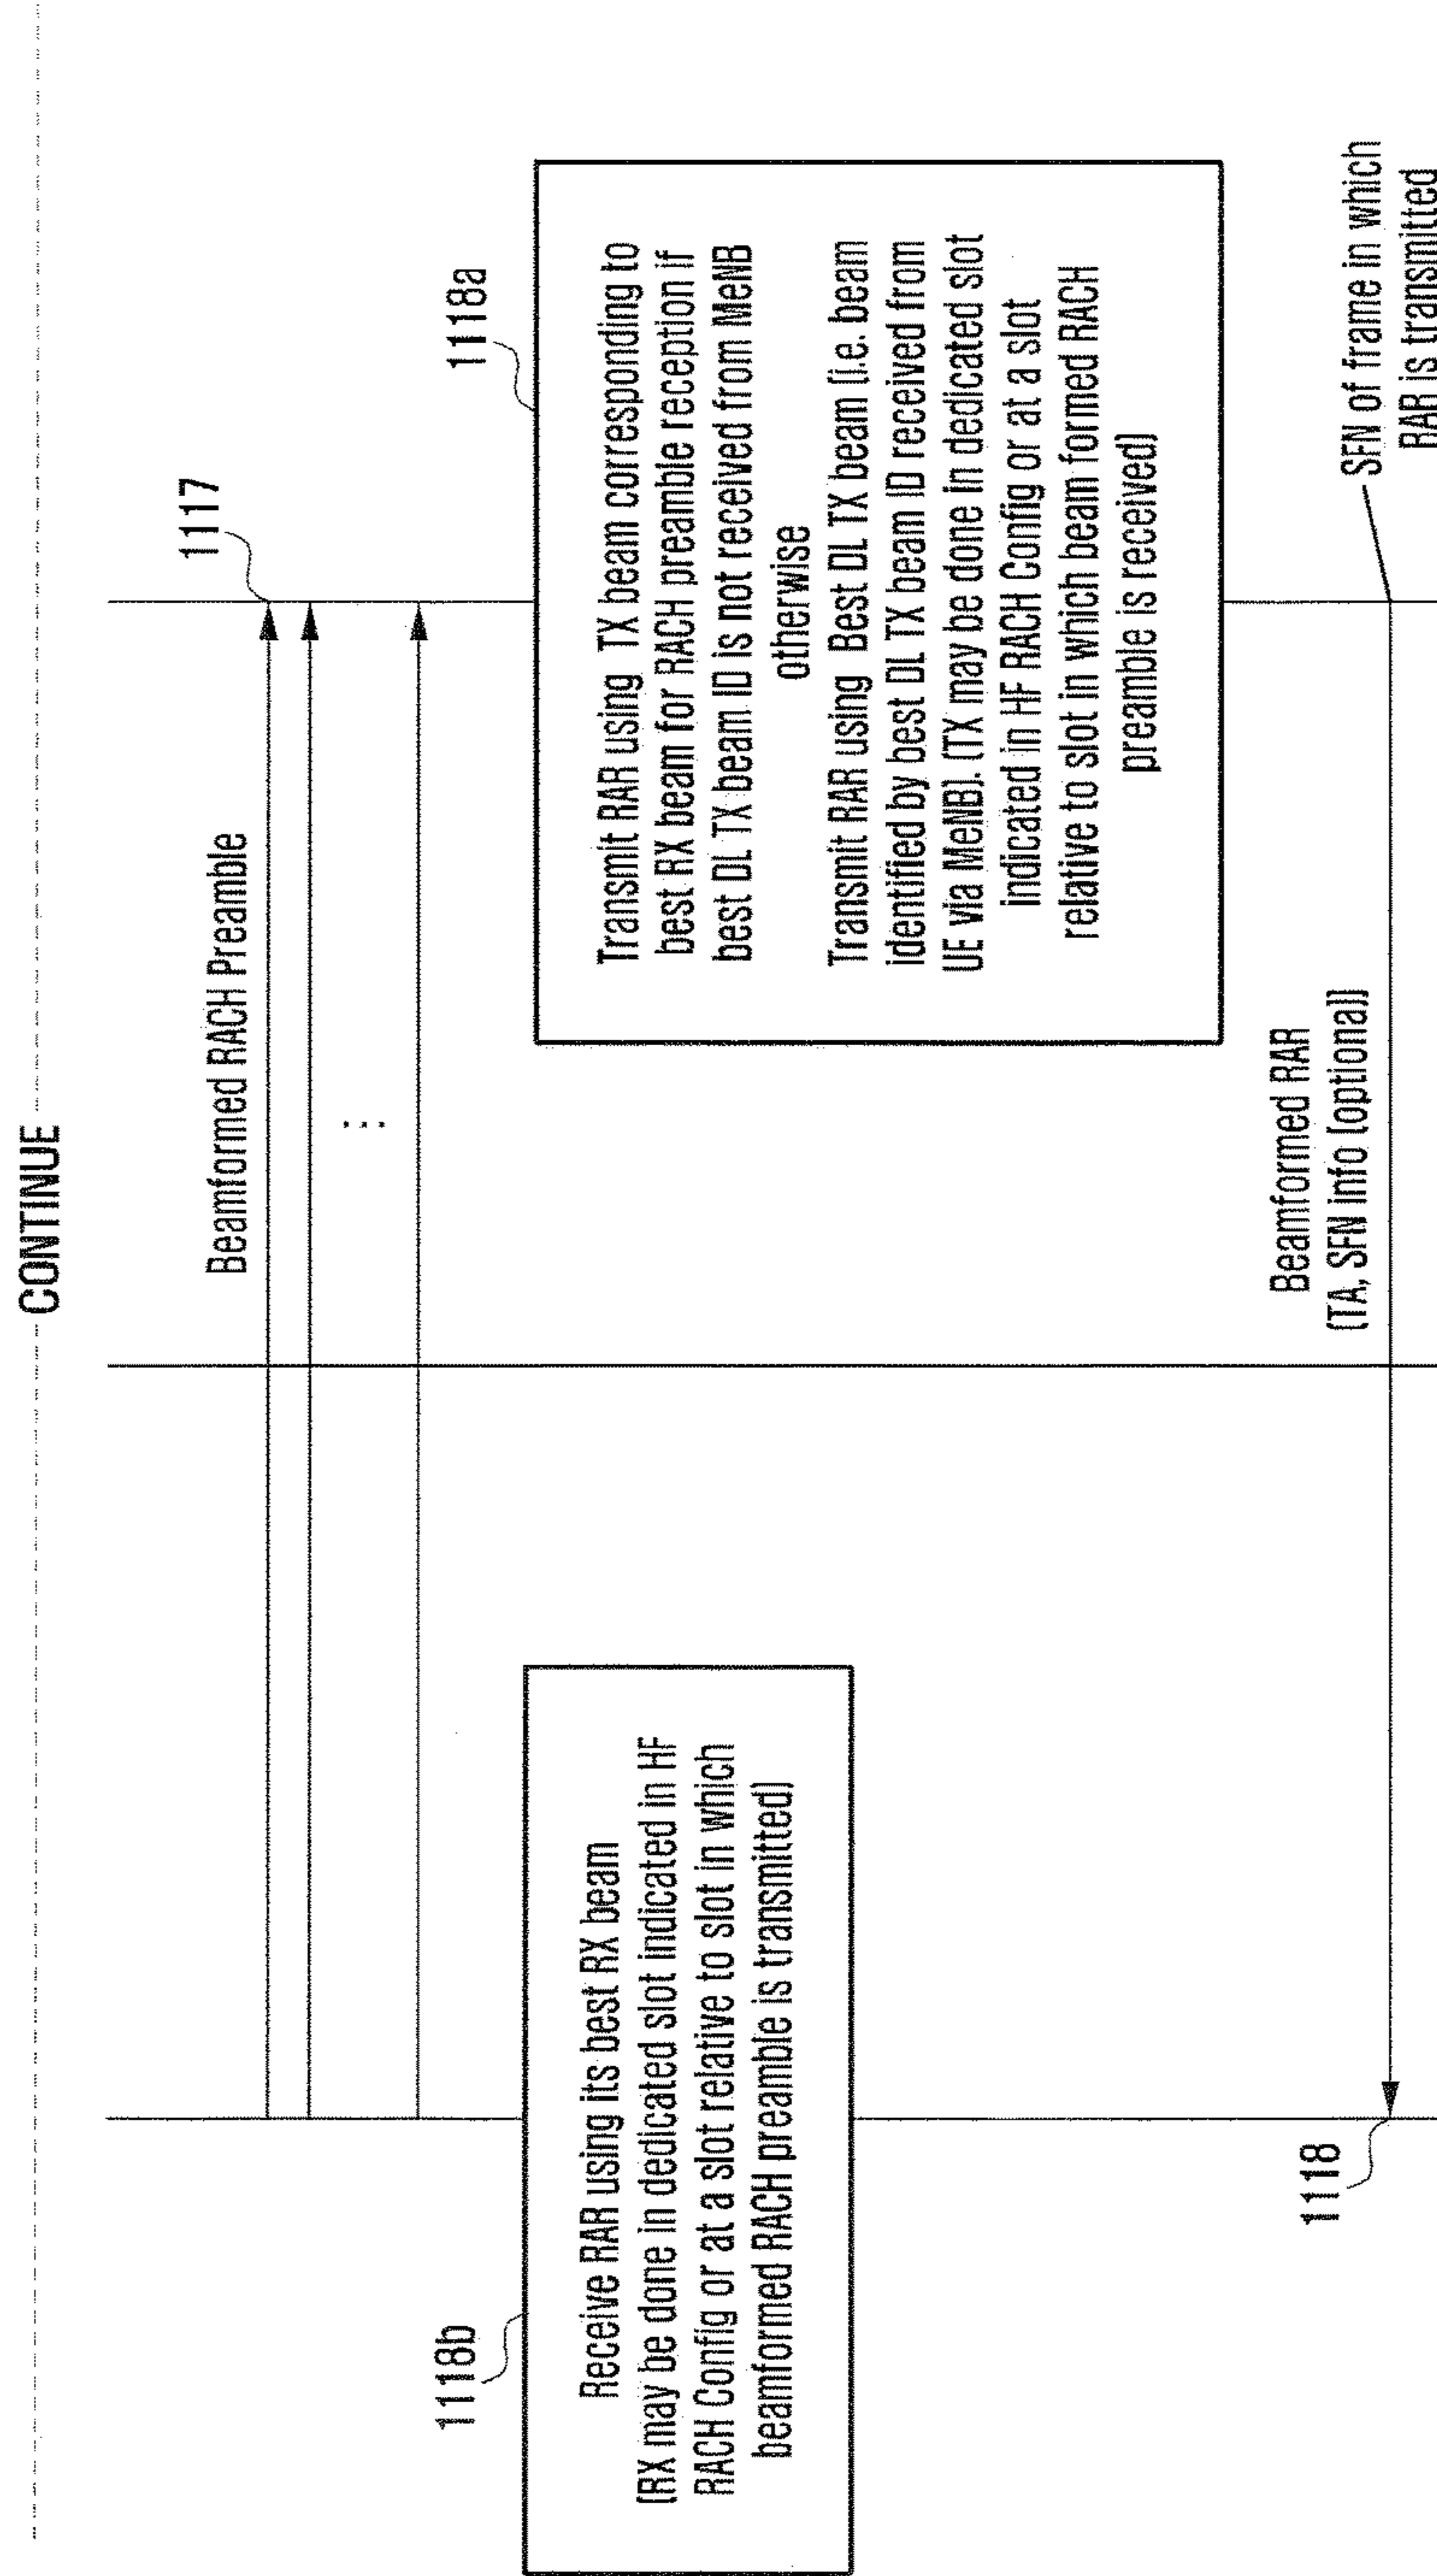 CONTINUE
1117
Beamformed RACH Preamble
...
1118a
Transmit RAR using TX beam corresponding to
best RX beam for RACH preamble reception if
best DL TX beam ID is not received from MeNB
otherwise
Transmit RAR using Best DL TX beam (i.e. beam
identified by best DL TX beam ID received from
UE via MeNB). (TX may be done in dedicated slot
indicated in HF RACH Config or at a slot
relative to slot in which beam formed RACH
preamble is received)
1118b
Receive RAR using its best RX beam
(RX may be done in dedicated slot indicated in HF
RACH Config or at a slot relative to slot in which
beamformed RACH preamble is transmitted)
Beamformed RAR
(TA, SFN info (optional))
1118
SFN of frame in which
RAR is transmitted